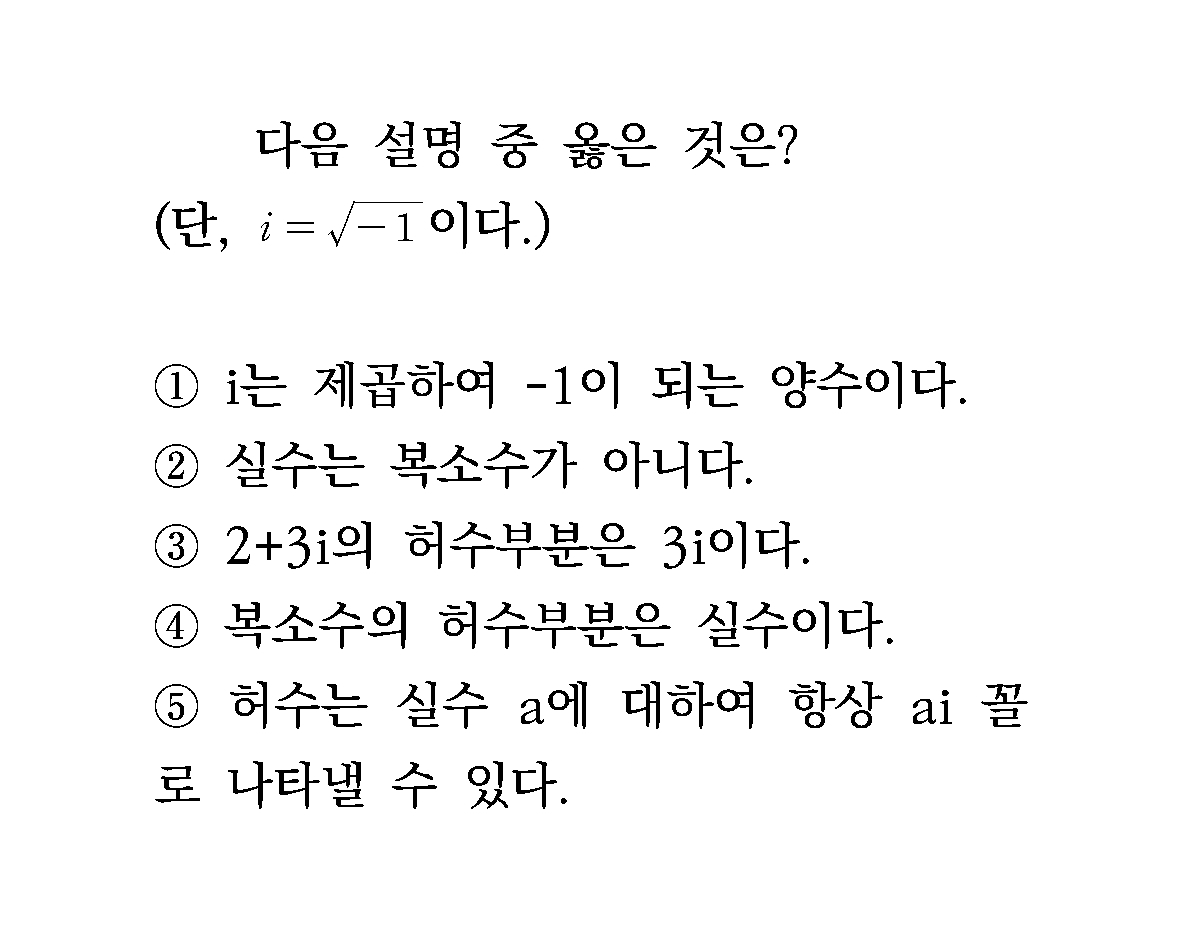 다음 설명 중 옳은 것은?
(단, i=√-1이다.)
① i는 제곱하여 -1이 되는 양수이다.
② 실수는 복소수가 아니다.
③ 2+3i의 허수부분은 3i이다.
④ 복소수의 허수부분은 실수이다.
⑤ 허수는 실수 a에 대하여 항상 ai 꼴
로 나타낼 수 있다.